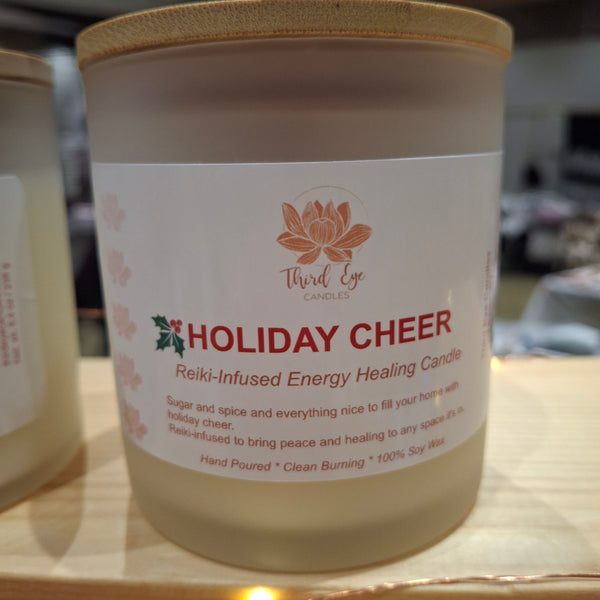 Third Eye
CANDLES
HOLIDAY CHEER
Reiki-Infused Energy Healing Candle
Sugar and spice and everything nice to fill your home with
holiday cheer.
Reiki-infused to bring peace and healing to any space it's in.
Hand Poured * Clean Burning * 100% Soy Wax